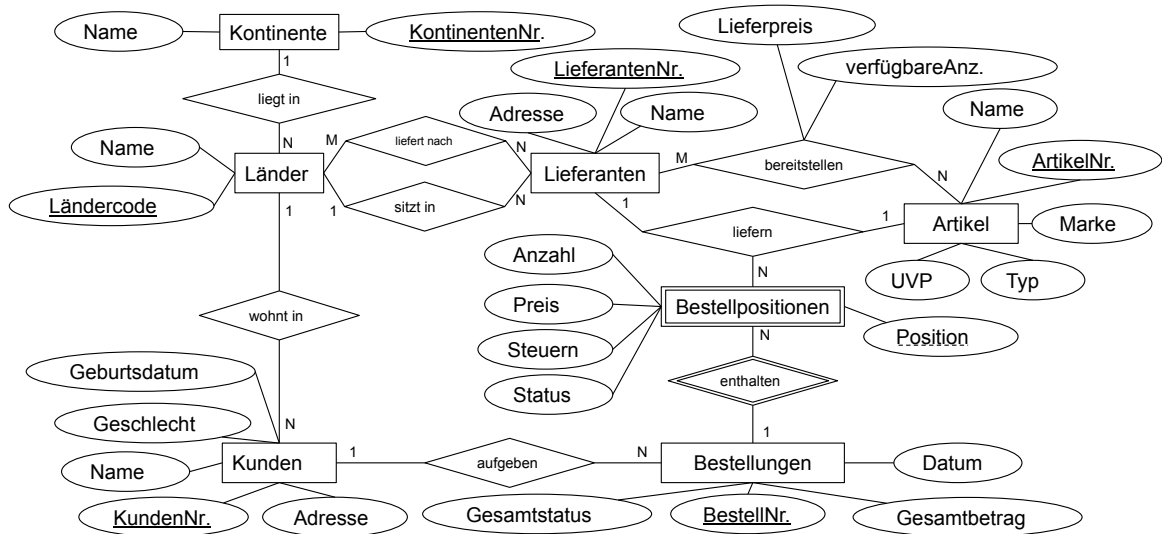 Name
Kontinente
KontinentenNr.
Lieferpreis
1
liegt in
LieferantenNr.
verfügbareAnz.
Adresse
Name
Name
Name
N
M
liefert nach
N
Länder
Lieferanten
M
bereitstellen
ArtikelNr.
N
Ländercode
1
1
sitzt in
N
1
liefern
1
Artikel
Marke
Anzahl
N
UVP
Typ
wohnt in
Preis
Bestellpositionen
Position
Steuern
N
Geburtsdatum
Status
enthalten
Geschlecht
N
1
Name
Kunden
1
aufgeben
N
Bestellungen
Datum
KundenNr.
Adresse
Gesamtstatus
BestellNr.
Gesamtbetrag